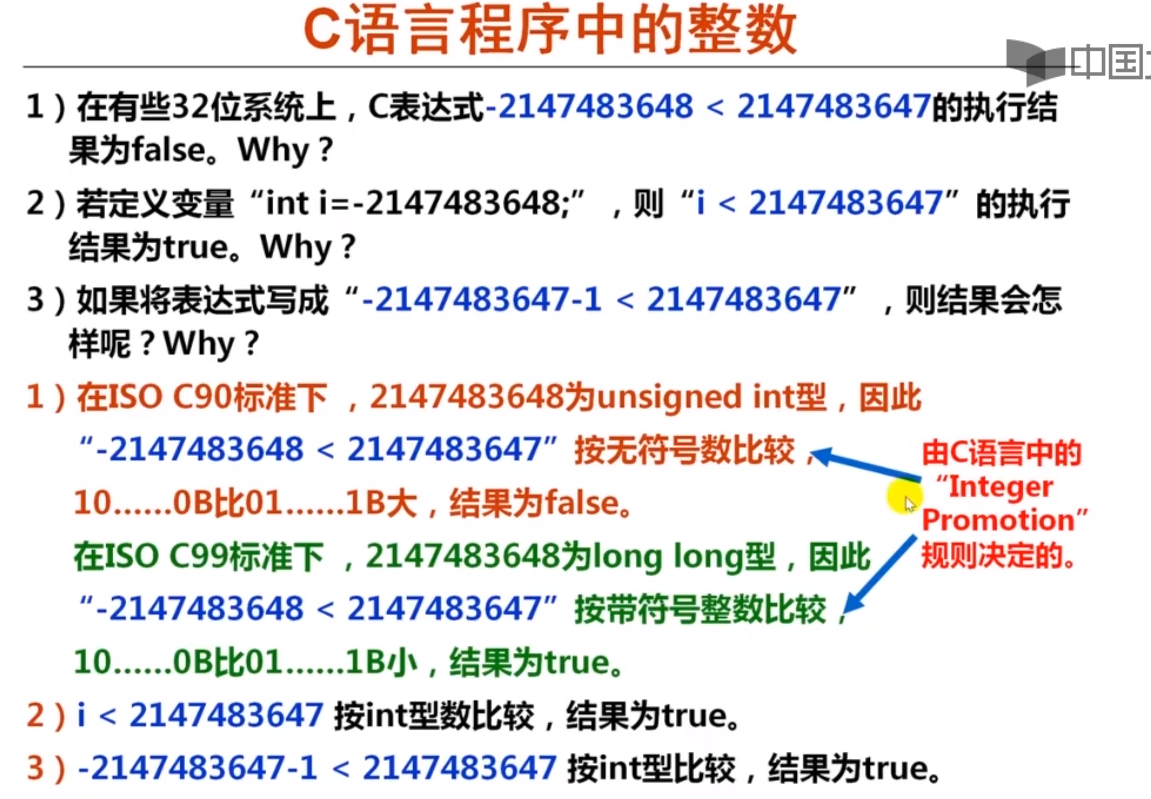 C语言程序中的整数
中国
1）在有些32位系统上，C表达式-2147483648 < 2147483647的执行结
果为false。Why？
2）若定义变量“int i=-2147483648;”，则“i < 2147483647”的执行
结果为true。Why？
3）如果将表达式写成“-2147483647-1 < 2147483647”，则结果会怎
样呢？Why？
1）在ISO C90标准下，2147483648为unsigned int型，因此
“-2147483648 < 2147483647”按无符号数比较，
10……0B比01……1B大，结果为false。
在ISO C99标准下，2147483648为long long型，因此
“-2147483648 < 2147483647”按带符号整数比较，
10……0B比01……1B小，结果为true。
由C语言中的
“Integer
Promotion”
规则决定的。
2）i < 2147483647 按int型数比较，结果为true。
3）-2147483647-1 < 2147483647 按int型比较，结果为true。